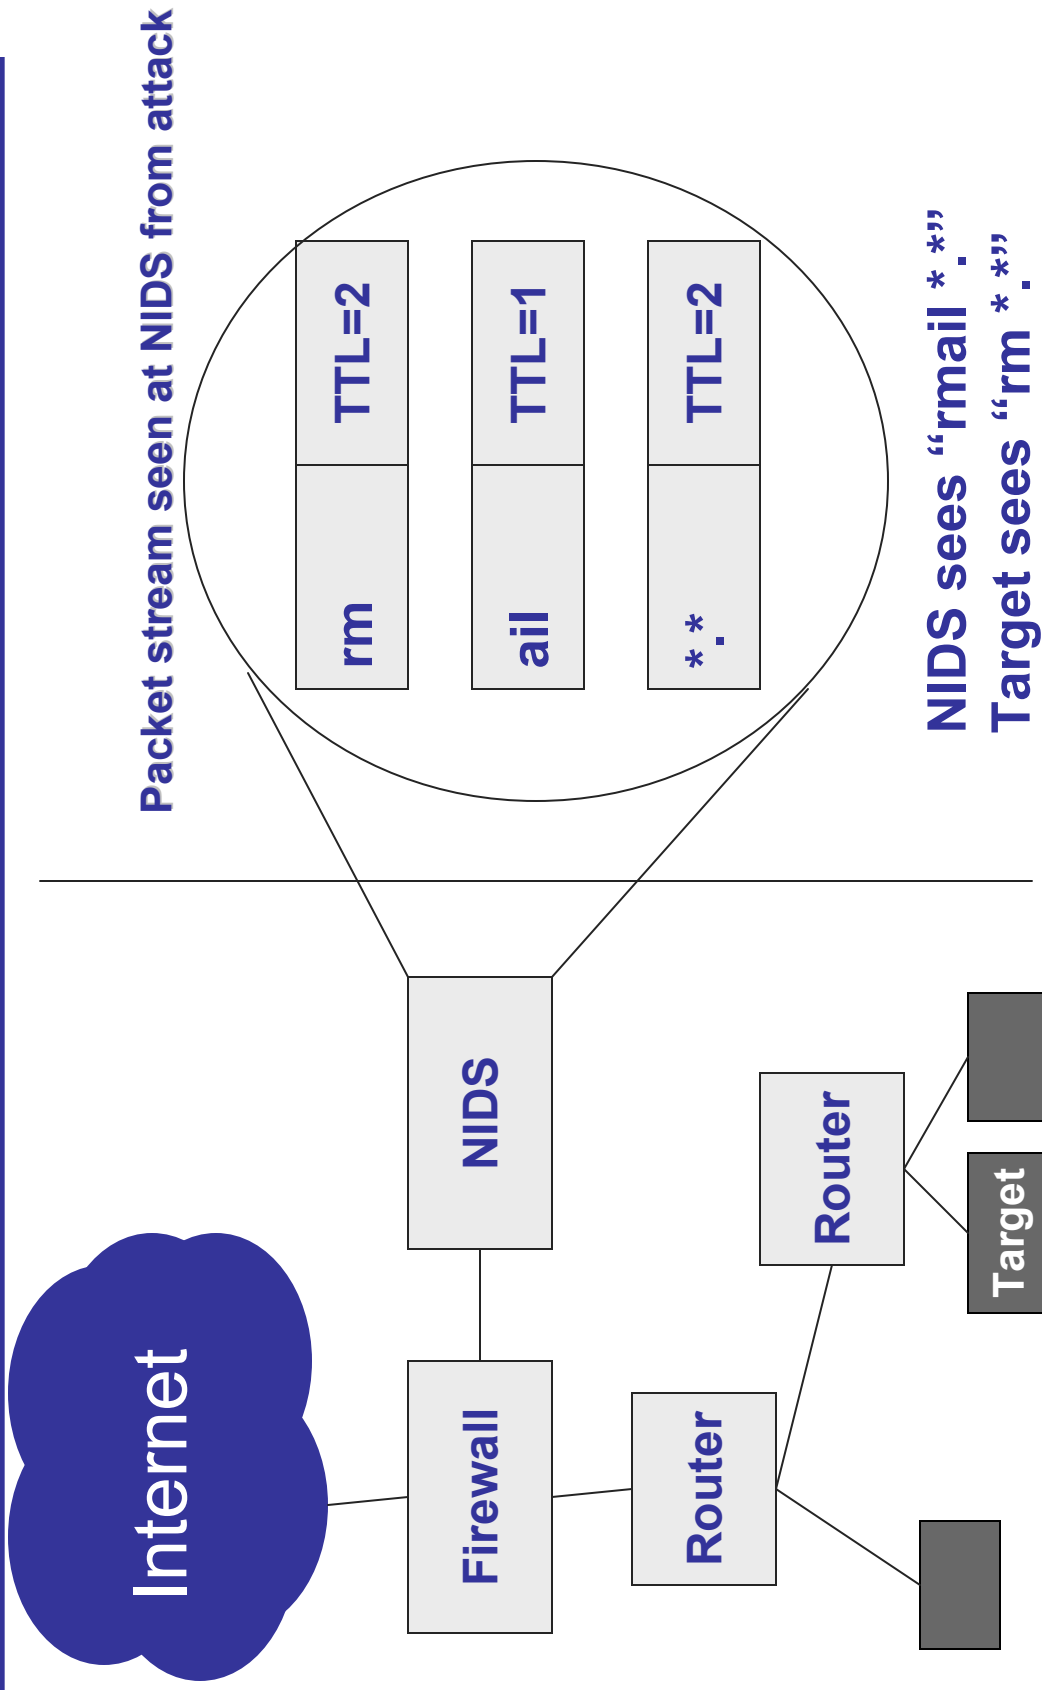 Packet stream seen at NIDS from attack
Internet
Firewall
NIDS
rm TTL=2
ail TTL=1
*.* TTL=2
Router
Router
Target
NIDS sees “rmail *.*”
Target sees “rm *.*”